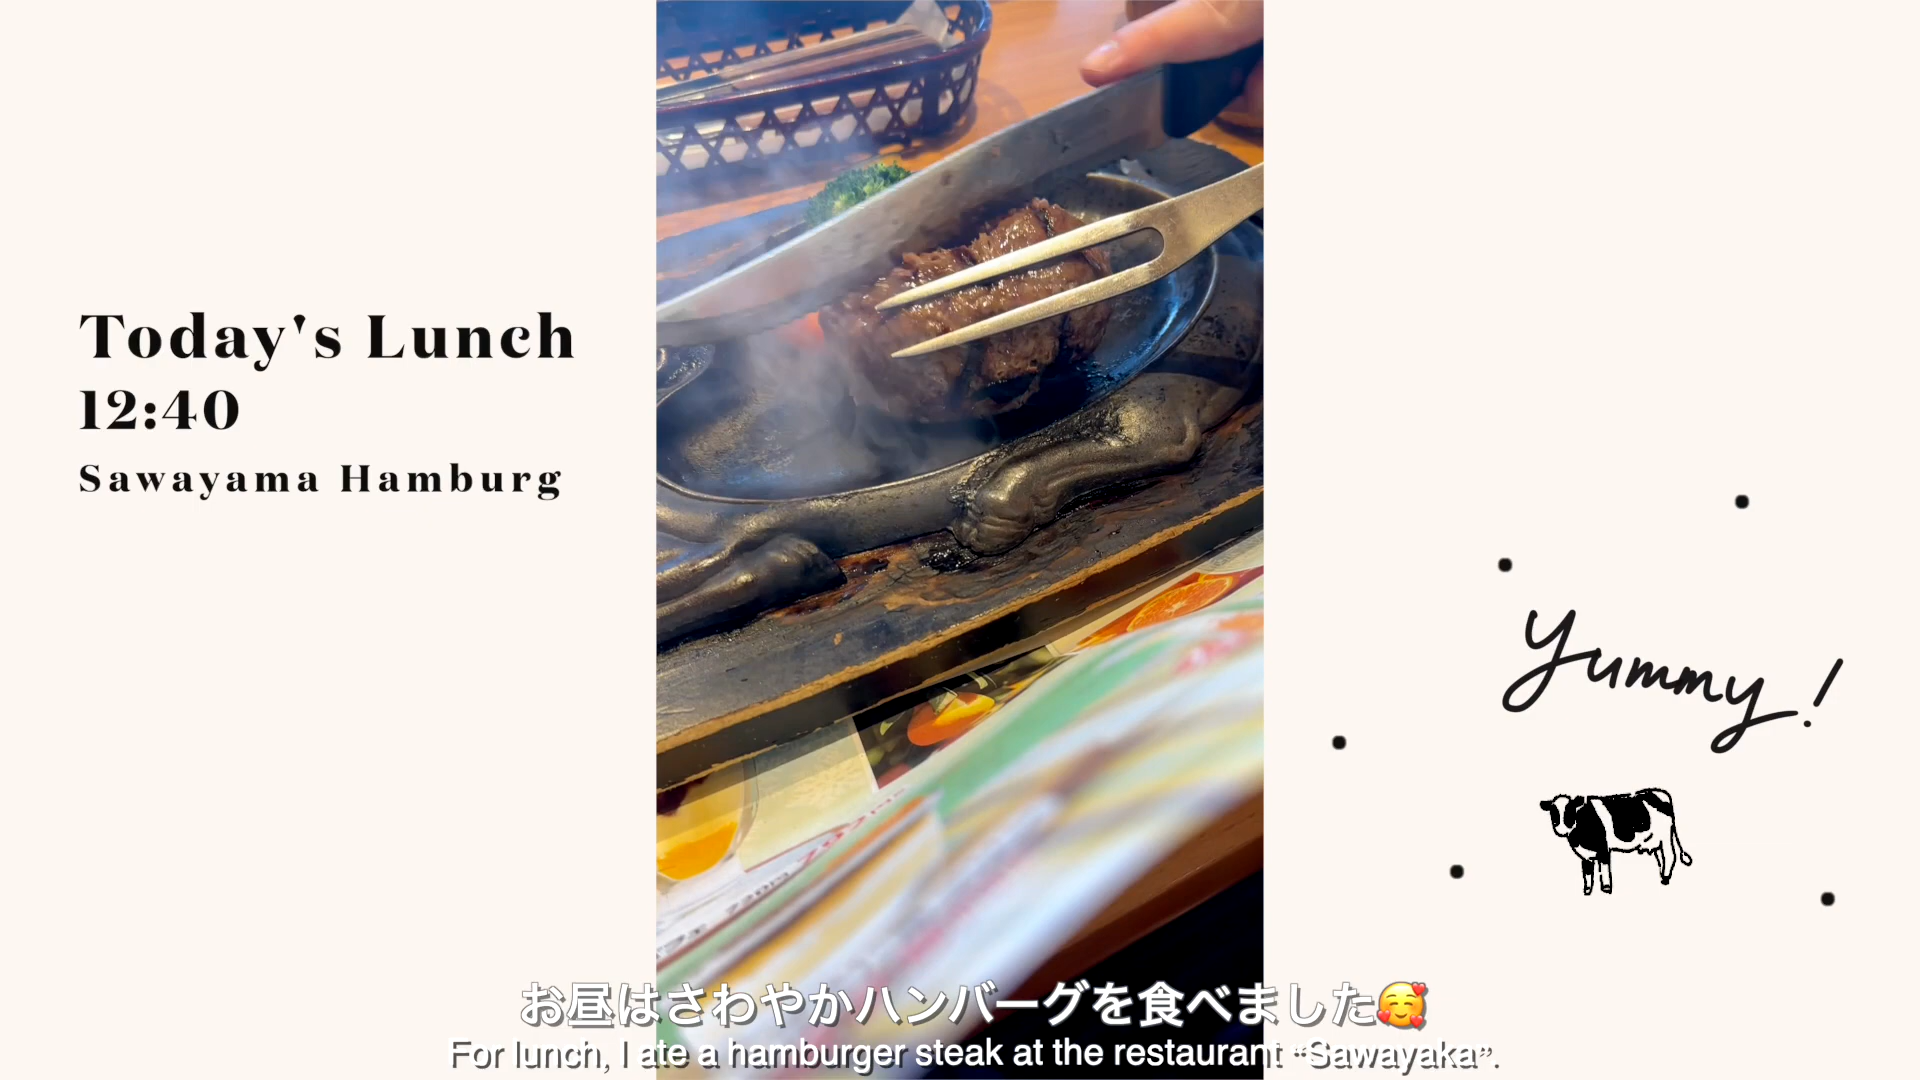 Today's Lunch
12:40
Sawayama Hamburg
Yummy!
お昼はさわやかハンバーグを食べました🥰
For lunch, I ate a hamburger steak at the restaurant “Sawayaka”.